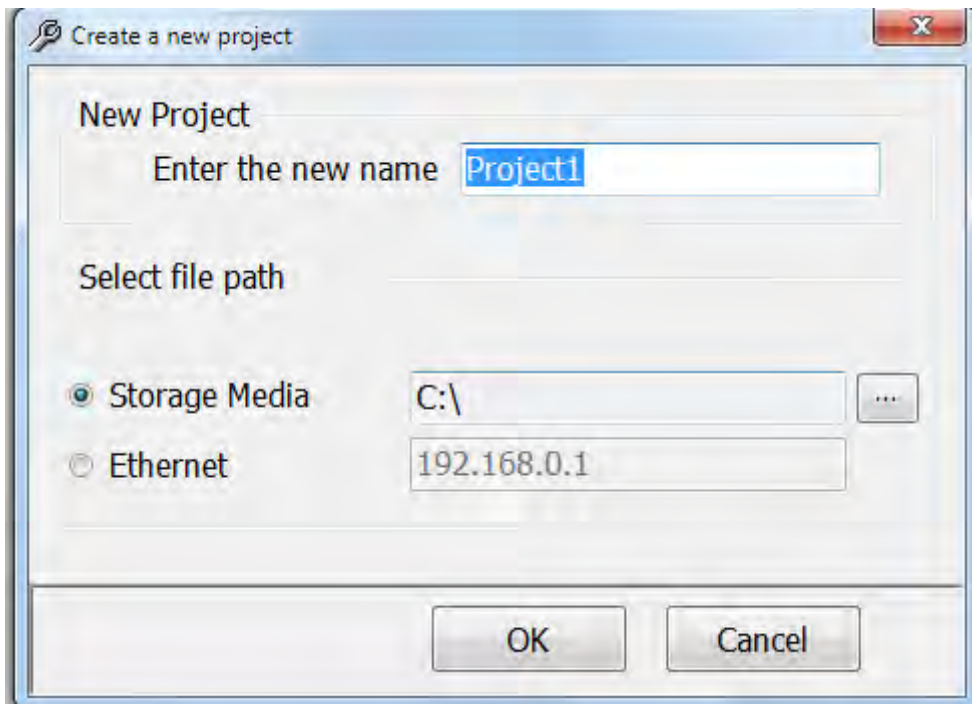 Create a new project
New Project
Enter the new name Project1
Select file path
Storage Media C:\ ...
Ethernet 192.168.0.1
OK Cancel